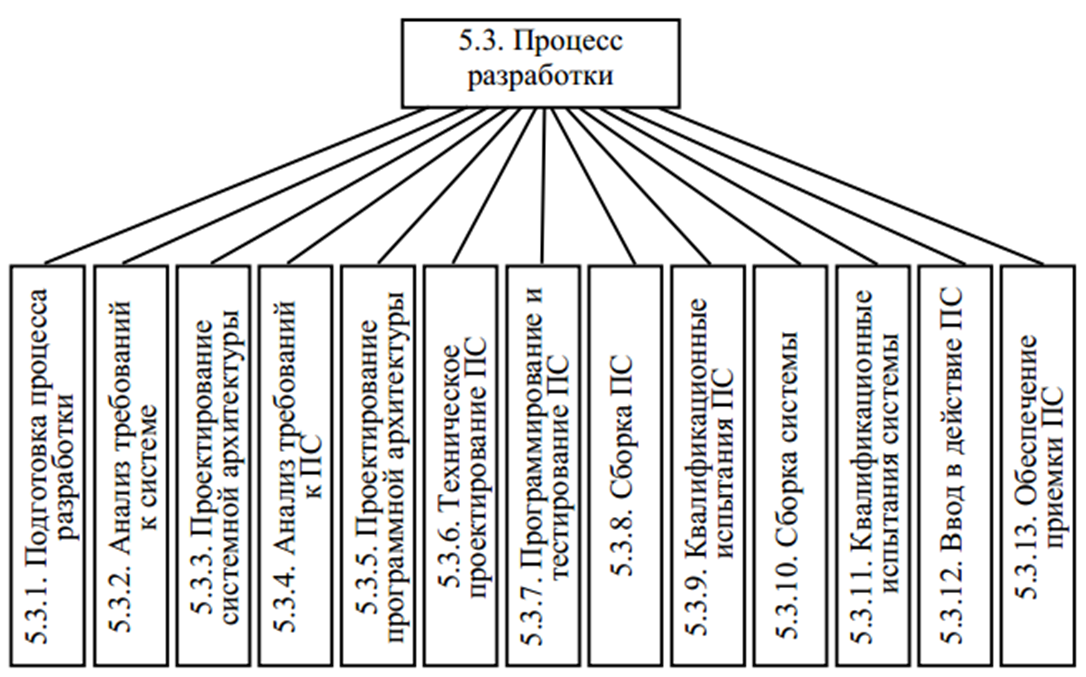 5.3. Процесс
разработки
5.3.1. Подготовка процесса
разработки
5.3.2. Анализ требований
к системе
5.3.3. Проектирование
системной архитектуры
5.3.4. Анализ требований
к ПС
5.3.5. Проектирование
программной архитектуры
5.3.6. Техническое
проектирование ПС
5.3.7. Программирование и
тестирование ПС
5.3.8. Сборка ПС
5.3.9. Квалификационные
испытания ПС
5.3.10. Сборка системы
5.3.11. Квалификационные
испытания системы
5.3.12. Ввод в действие ПС
5.3.13. Обеспечение
приемки ПС